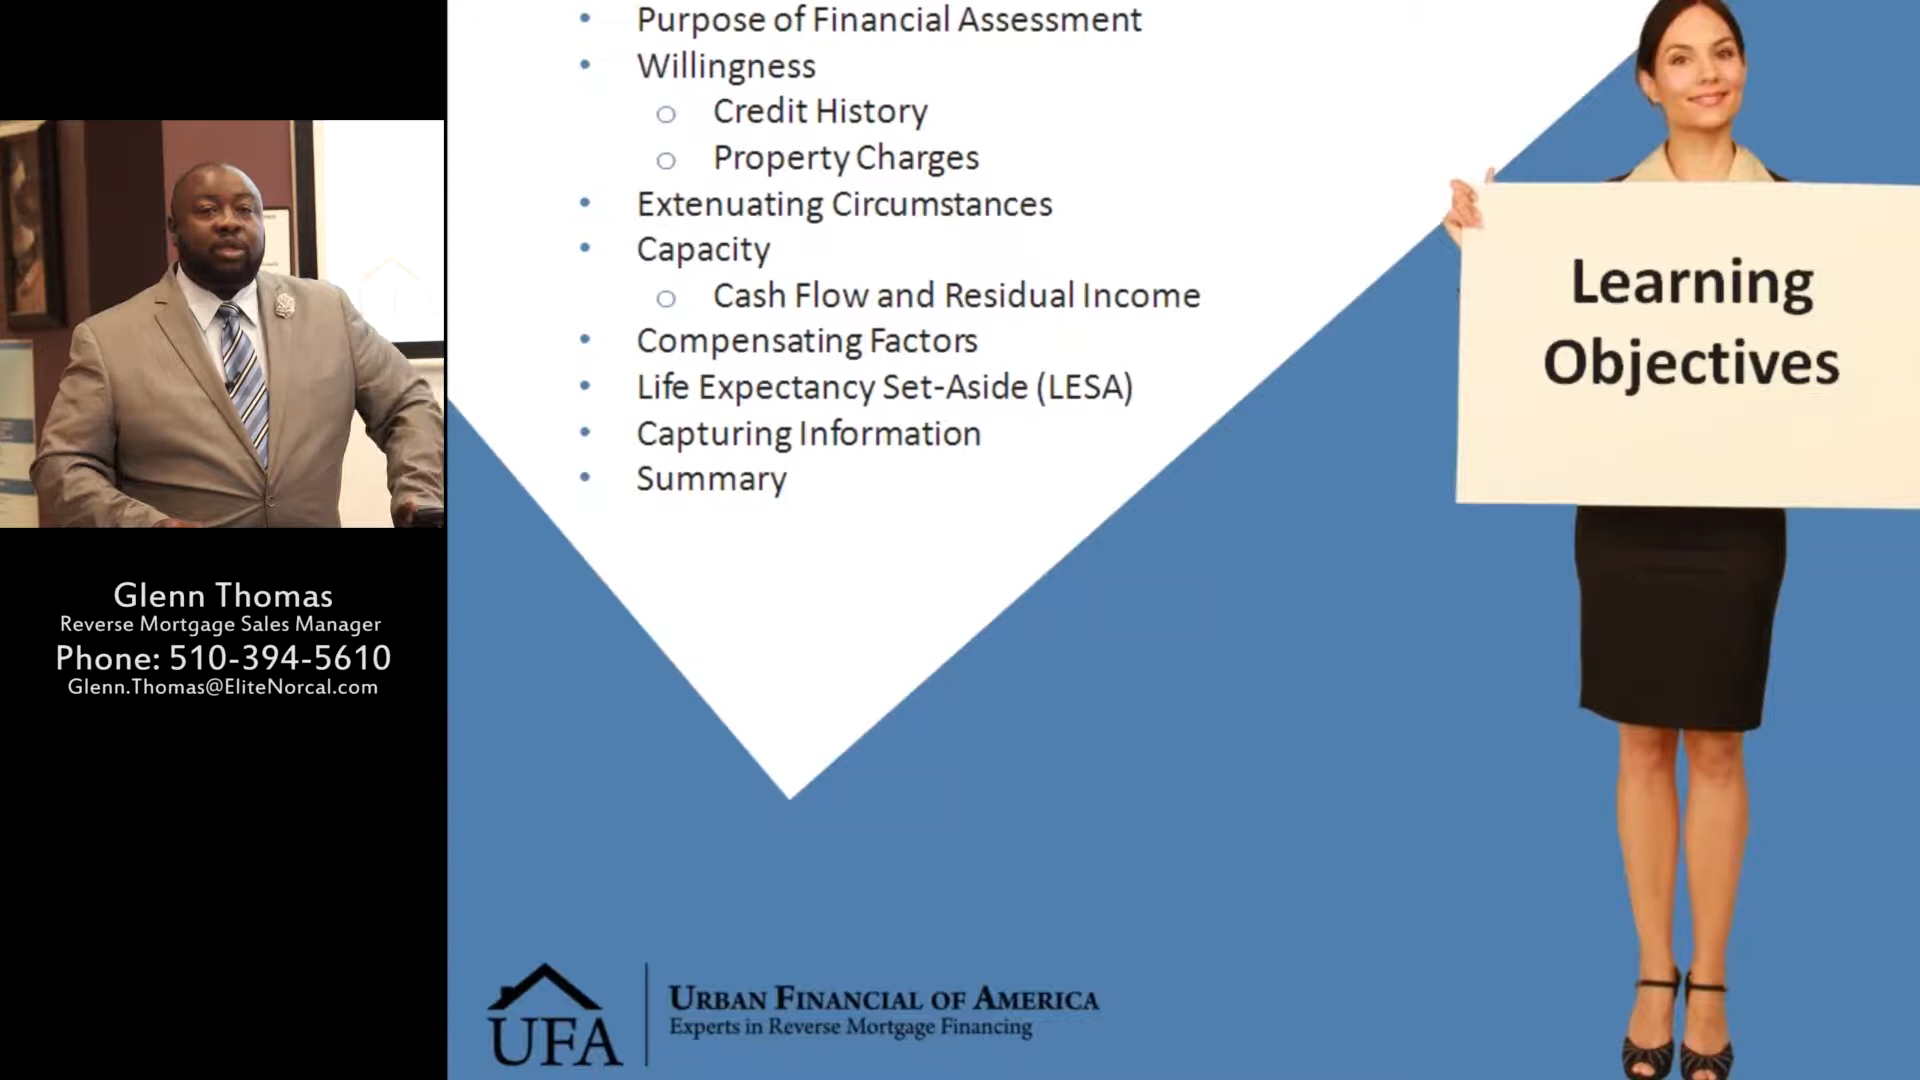 Purpose of Financial Assessment
Willingness
Credit History
Property Charges
Extenuating Circumstances
Capacity
Cash Flow and Residual Income
Compensating Factors
Life Expectancy Set-Aside (LESA)
Capturing Information
Summary
Learning
Objectives
Glenn Thomas
Reverse Mortgage Sales Manager
Phone: 510-394-5610
Glenn.Thomas@EliteNorcal.com
UFA
URBAN FINANCIAL OF AMERICA
Experts in Reverse Mortgage Financing